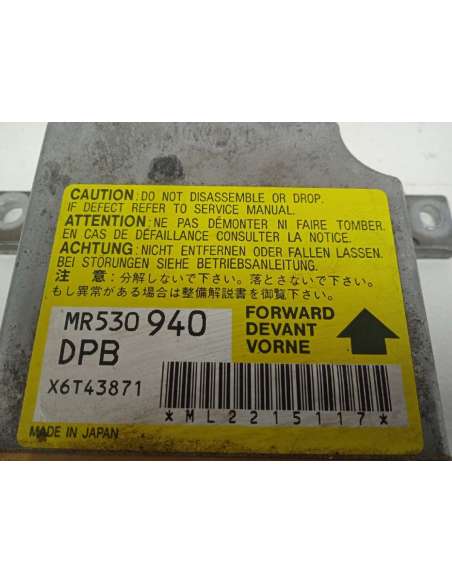 CAUTION : DO NOT DISASSEMBLE OR DROP.
IF DEFECT REFER TO SERVICE MANUAL.
ATTENTION : NE PAS DÉMONTER NI FAIRE TOMBER.
EN CAS DE DÉFAILLANCE CONSULTER LA NOTICE.
ACHTUNG : NICHT ENTFERNEN ODER FALLEN LASSEN.
BEI STÖRUNGEN SIEHE BETRIEBSANLEITUNG.
注 意 : 分解しないで下さい。落とさないで下さい。
もし異常がある場合は整備解説書を御覧下さい。
MR530 940
DPB
X6T43871
FORWARD
DEVANT
VORNE
*ML2215117*
MADE IN JAPAN